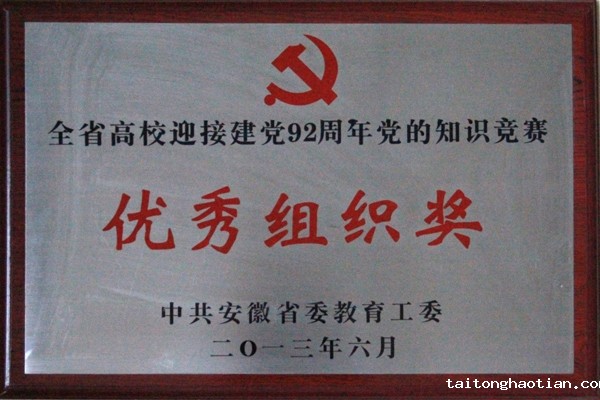 全省高校迎接建党92周年党的知识竞赛
优秀组织奖
中共安徽省委教育工委
二〇一三年六月
taitonghaotian.com